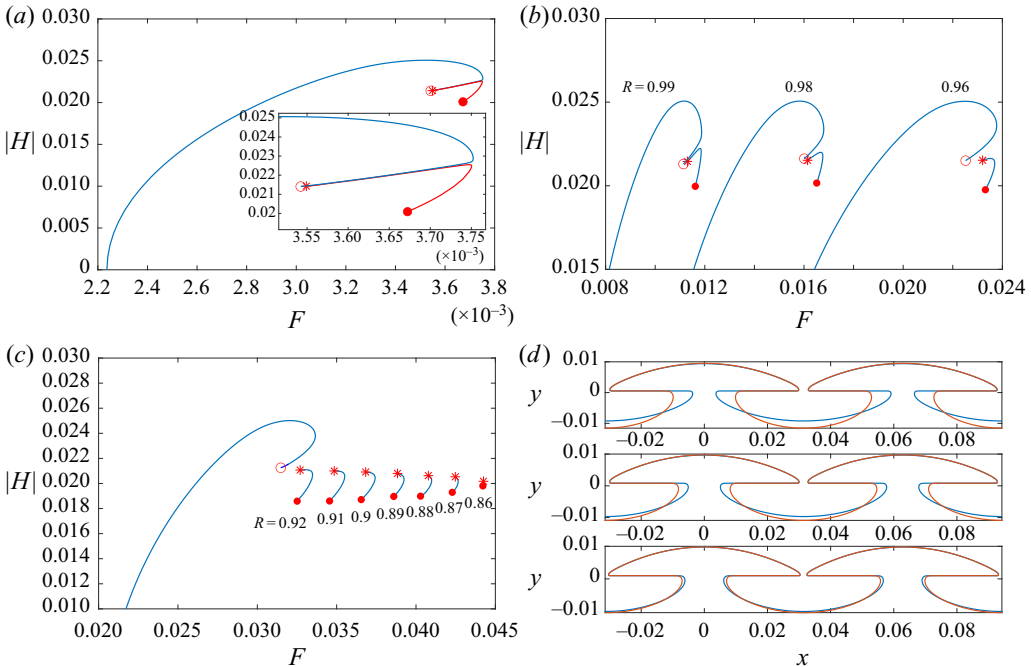 (a)
0.030
0.025
0.020
|H| 0.015
0.010
0.005
0
2.2 2.4 2.6 2.8 3.0 3.2 3.4 3.6 3.8
F (×10⁻³)
0.025
0.024
0.023
0.022
0.021
0.02
3.55 3.60 3.65 3.70 3.75
(×10⁻³)
(b)
0.030
0.025
|H|
0.020
0.015
R = 0.99 0.98 0.96
0.008 0.012 0.016 0.020 0.024
F
(c)
0.030
0.028
0.026
0.024
0.022
|H| 0.020
0.018
0.016
0.014
0.012
0.010
R = 0.92 0.91 0.9 0.89 0.88 0.87 0.86
0.020 0.025 0.030 0.035 0.040 0.045
F
(d)
0.01
y 0
−0.01
−0.02 0 0.02 0.04 0.06 0.08
0.01
y 0
−0.01
−0.02 0 0.02 0.04 0.06 0.08
0.01
y 0
−0.01
−0.02 0 0.02 0.04 0.06 0.08
x